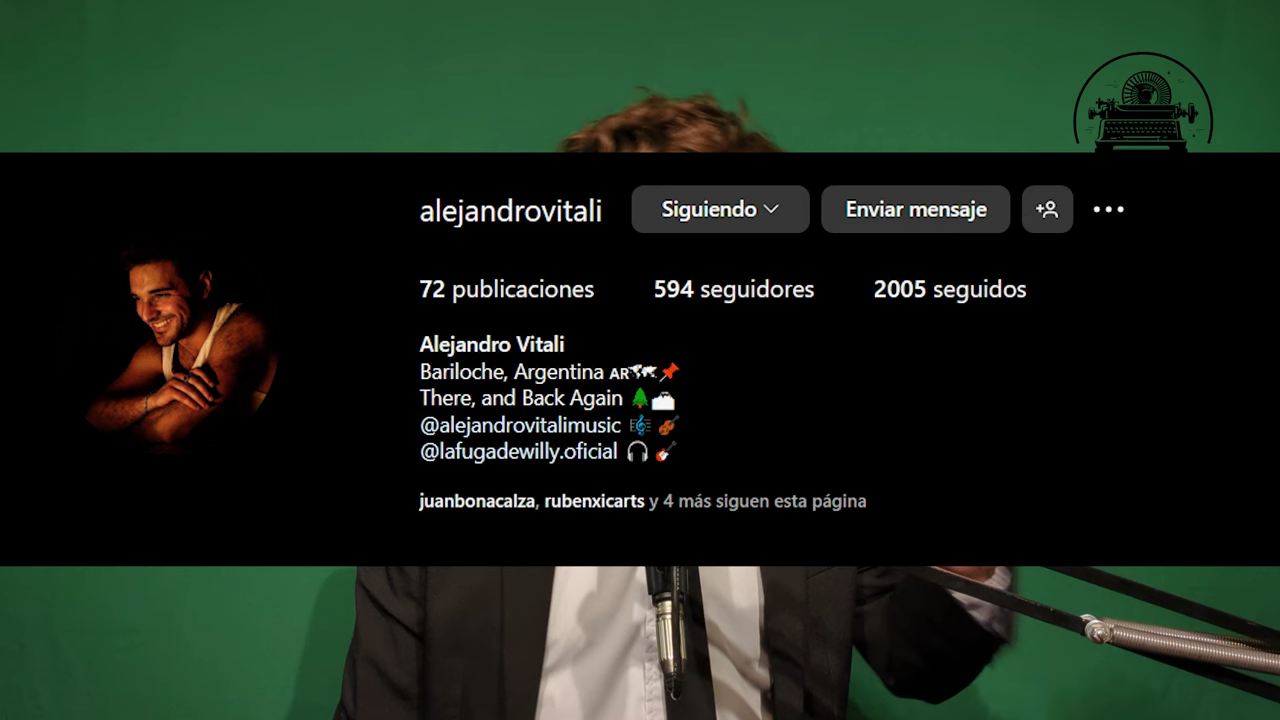 alejandrovitali Siguiendo Enviar mensaje
72 publicaciones 594 seguidores 2005 seguidos
Alejandro Vitali
Bariloche, Argentina AR🗺️📌
There, and Back Again 🌲🏔️
@alejandrovitalimusic 🎼 🎻
@lafugadewilly.oficial 🎧 🎸
juanbonacalza, rubenxicarts y 4 más siguen esta página